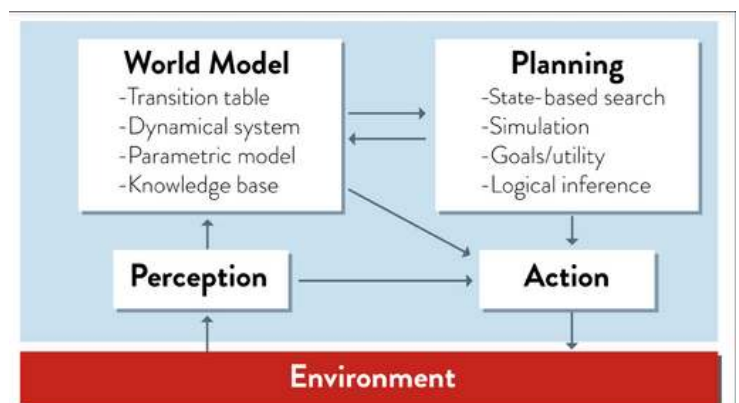 World Model
-Transition table
-Dynamical system
-Parametric model
-Knowledge base
Planning
-State-based search
-Simulation
-Goals/utility
-Logical inference
Perception
Action
Environment